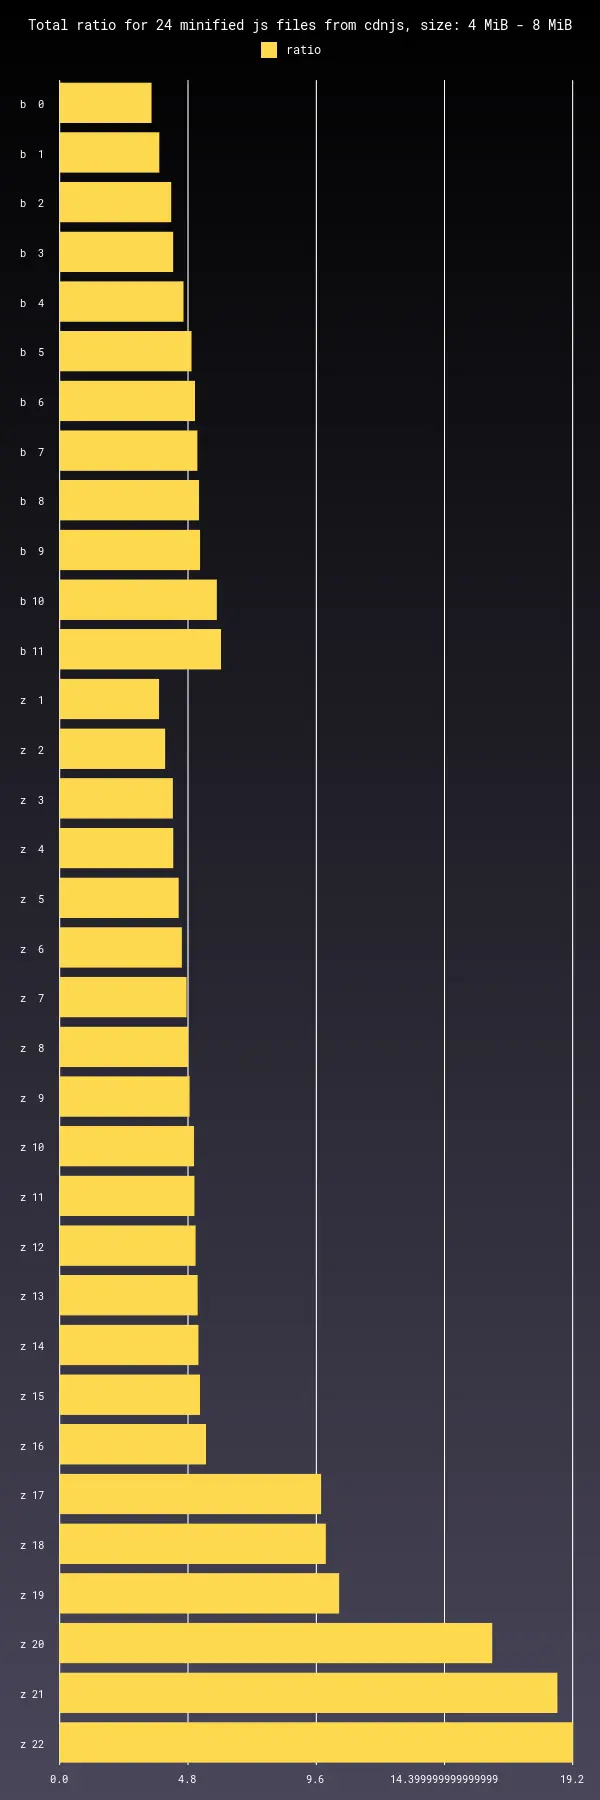 Total ratio for 24 minified js files from cdnjs, size: 4 MiB - 8 MiB
ratio
b 0
b 1
b 2
b 3
b 4
b 5
b 6
b 7
b 8
b 9
b 10
b 11
z 1
z 2
z 3
z 4
z 5
z 6
z 7
z 8
z 9
z 10
z 11
z 12
z 13
z 14
z 15
z 16
z 17
z 18
z 19
z 20
z 21
z 22
0.0 4.8 9.6 14.399999999999999 19.2